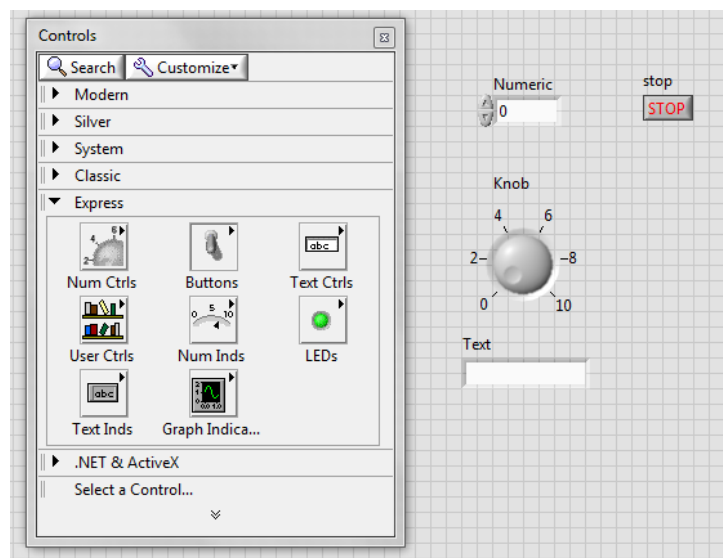 Controls
Search Customize
Modern
Silver
System
Classic
Express
Num Ctrls Buttons Text Ctrls
User Ctrls Num Inds LEDs
Text Inds Graph Indica...
.NET & ActiveX
Select a Control...
Numeric
0
stop
STOP
Knob
4 6
2 8
0 10
Text